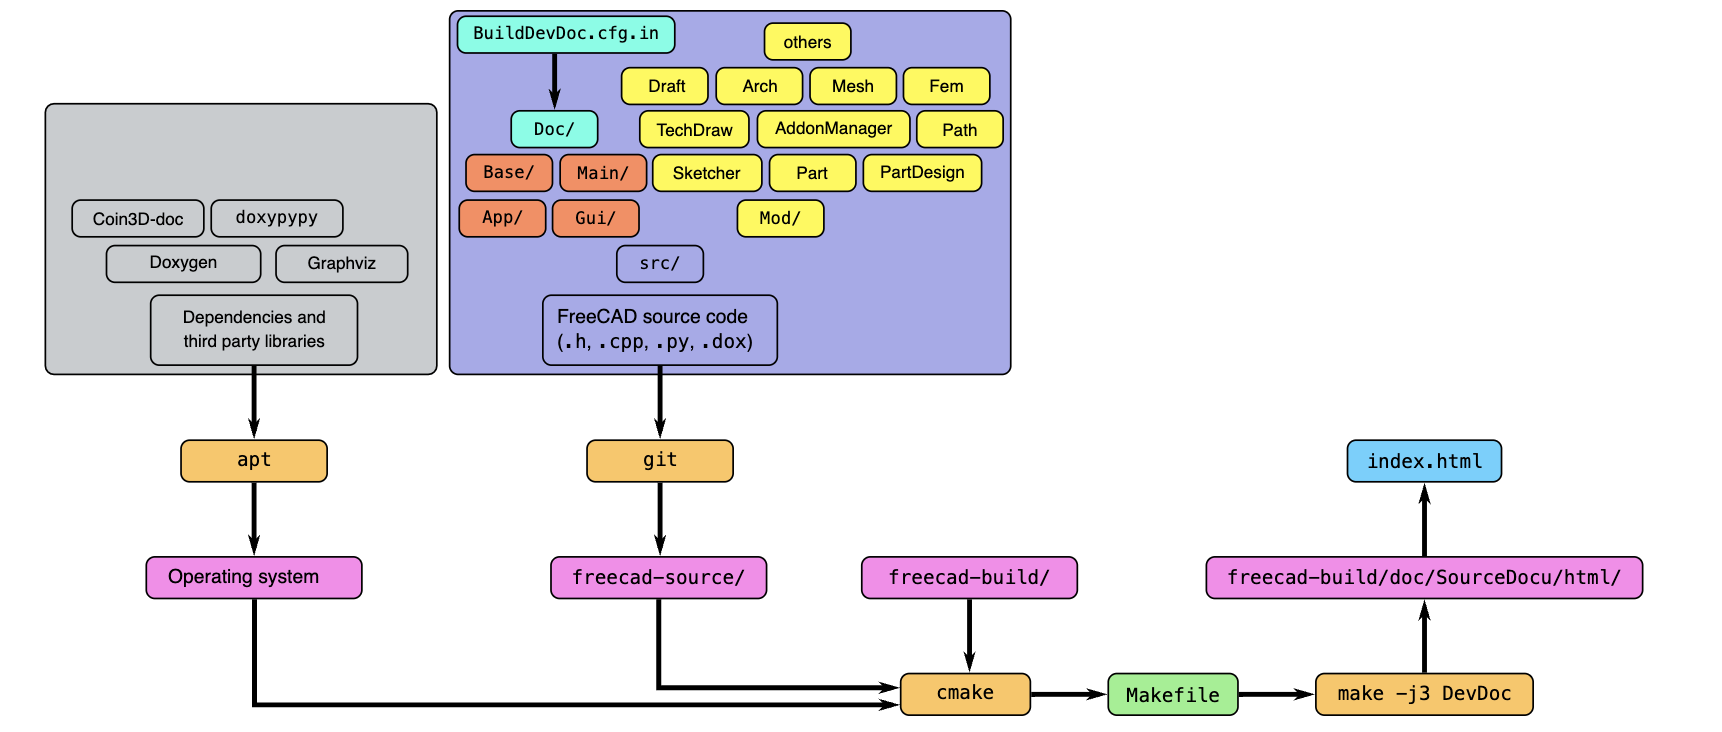 BuildDevDoc.cfg.in
others
Draft
Arch
Mesh
Fem
Doc/
TechDraw
AddonManager
Path
Base/
Main/
Sketcher
Part
PartDesign
Coin3D-doc
doxypypy
App/
Gui/
Mod/
Doxygen
Graphviz
src/
Dependencies and
third party libraries
FreeCAD source code
(.h, .cpp, .py, .dox)
apt
git
index.html
Operating system
freecad-source/
freecad-build/
freecad-build/doc/SourceDocu/html/
cmake
Makefile
make -j3 DevDoc